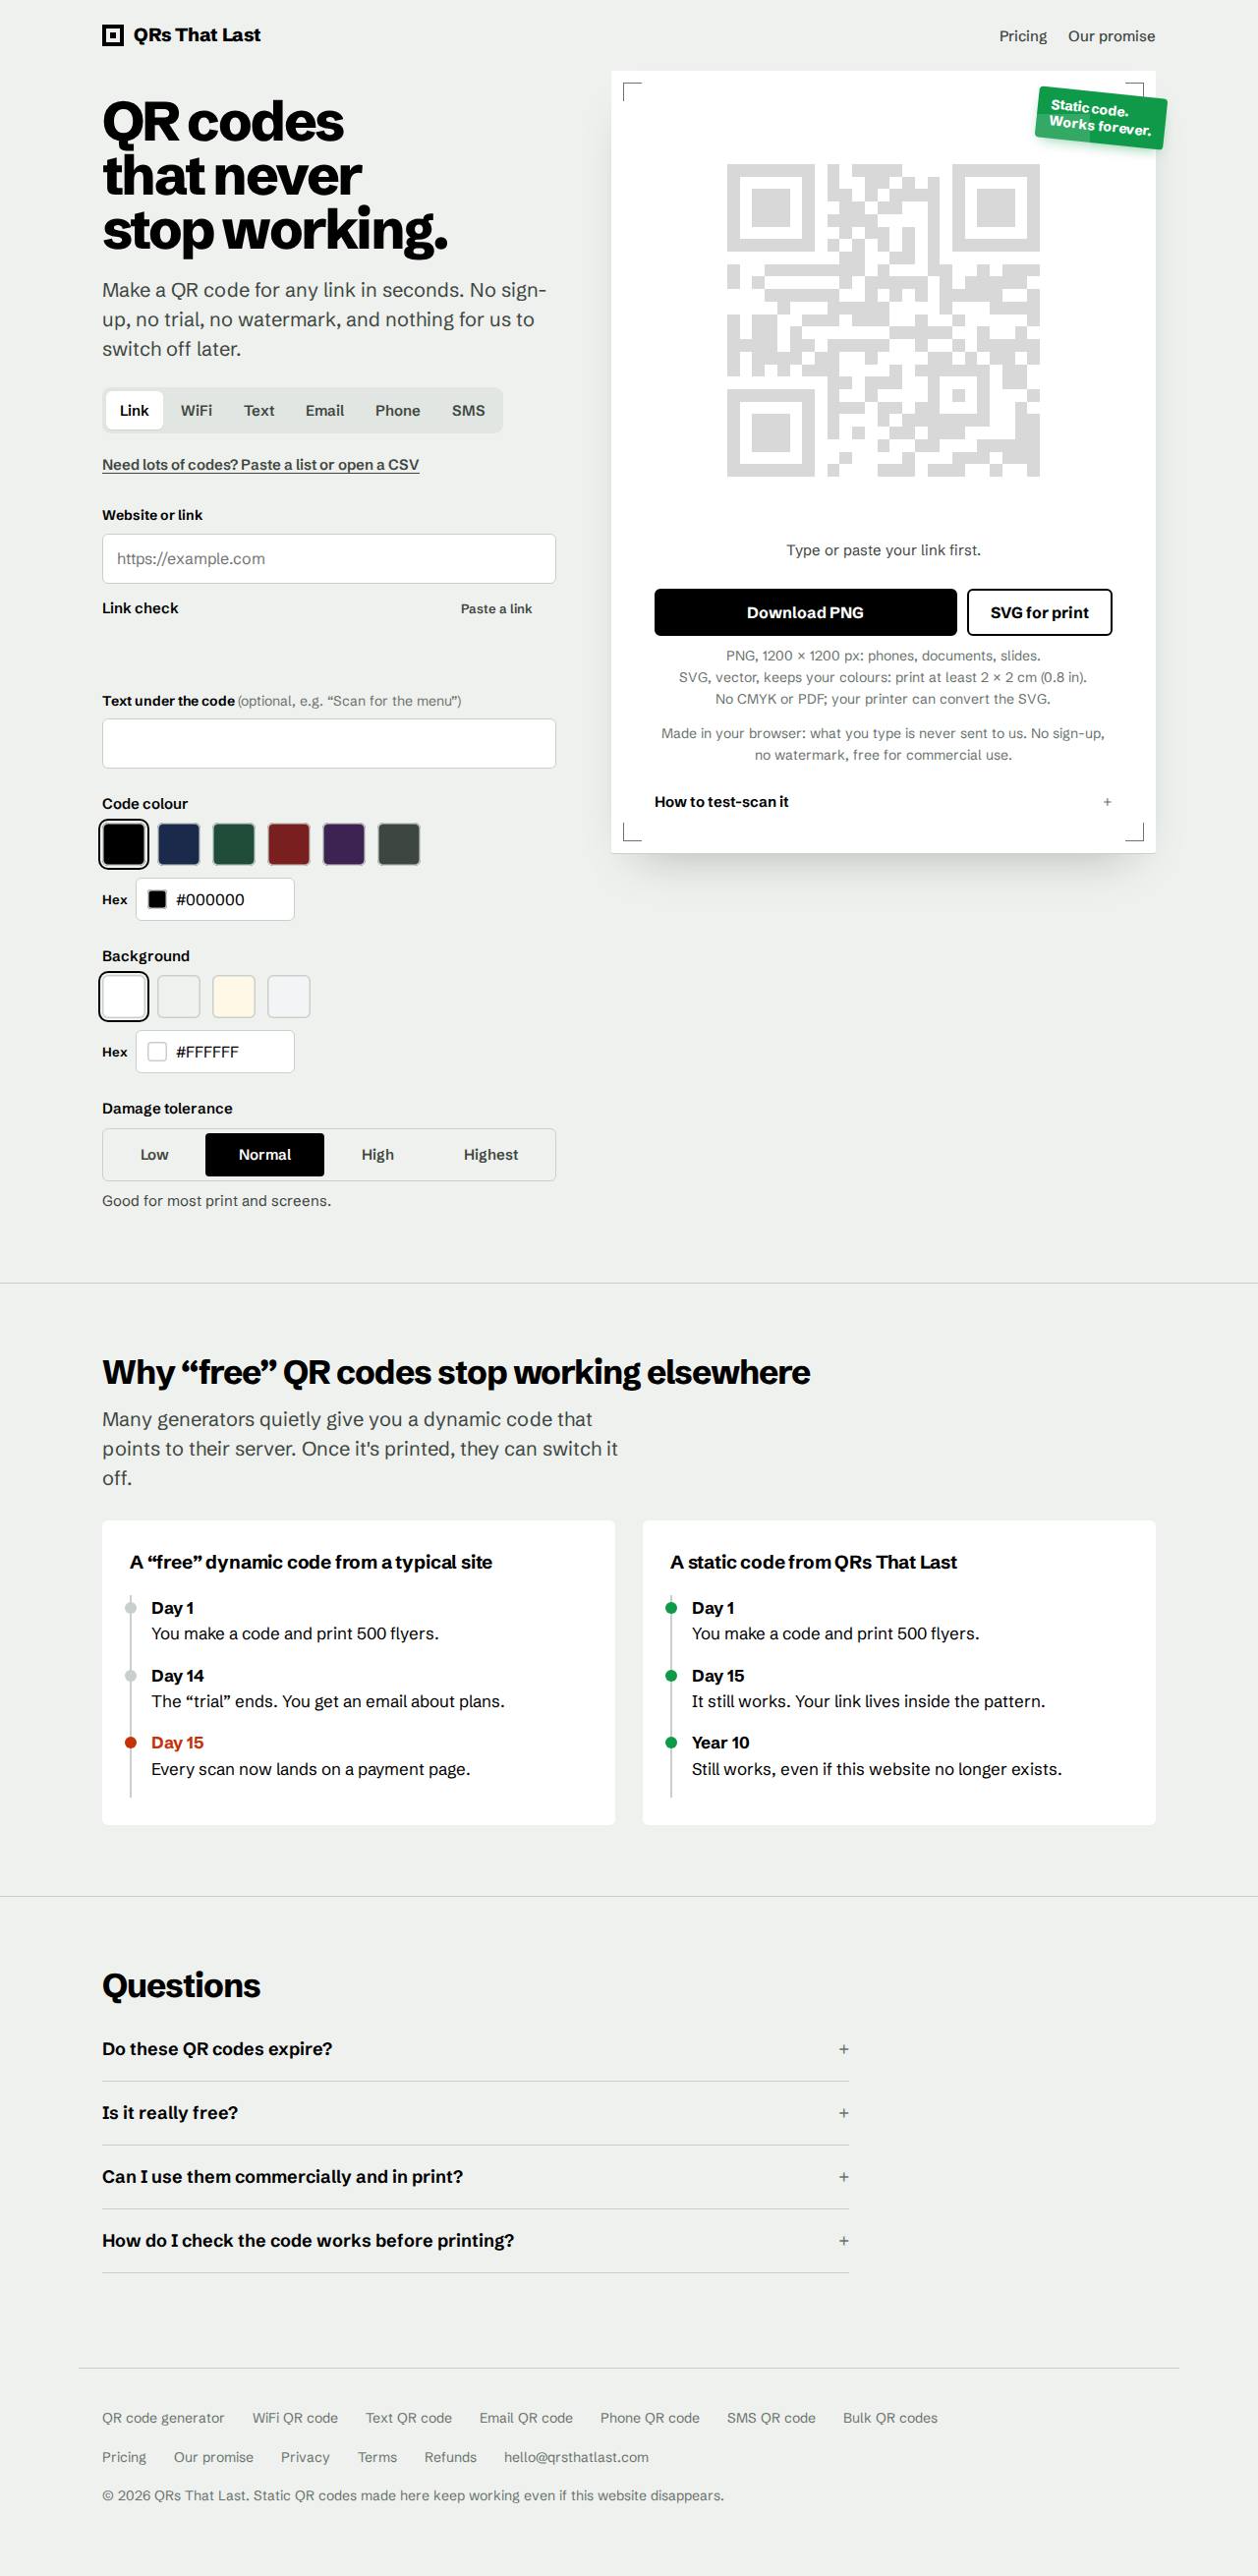 QRs That Last
Pricing
Our promise
QR codes
that never
stop working.
Make a QR code for any link in seconds. No sign-
up, no trial, no watermark, and nothing for us to
switch off later.
Link
WiFi
Text
Email
Phone
SMS
Need lots of codes? Paste a list or open a CSV
Website or link
https://example.com
Link check
Paste a link
Text under the code (optional, e.g. “Scan for the menu”)
Code colour
Hex
#000000
Background
Hex
#FFFFFF
Damage tolerance
Low
Normal
High
Highest
Good for most print and screens.
Static code.
Works forever.
Type or paste your link first.
Download PNG
SVG for print
PNG, 1200 × 1200 px: phones, documents, slides.
SVG, vector, keeps your colours: print at least 2 × 2 cm (0.8 in).
No CMYK or PDF; your printer can convert the SVG.
Made in your browser: what you type is never sent to us. No sign-up,
no watermark, free for commercial use.
How to test-scan it
+
Why “free” QR codes stop working elsewhere
Many generators quietly give you a dynamic code that
points to their server. Once it's printed, they can switch it
off.
A “free” dynamic code from a typical site
Day 1
You make a code and print 500 flyers.
Day 14
The “trial” ends. You get an email about plans.
Day 15
Every scan now lands on a payment page.
A static code from QRs That Last
Day 1
You make a code and print 500 flyers.
Day 15
It still works. Your link lives inside the pattern.
Year 10
Still works, even if this website no longer exists.
Questions
Do these QR codes expire?
+
Is it really free?
+
Can I use them commercially and in print?
+
How do I check the code works before printing?
+
QR code generator
WiFi QR code
Text QR code
Email QR code
Phone QR code
SMS QR code
Bulk QR codes
Pricing
Our promise
Privacy
Terms
Refunds
hello@qrsthatlast.com
© 2026 QRs That Last. Static QR codes made here keep working even if this website disappears.